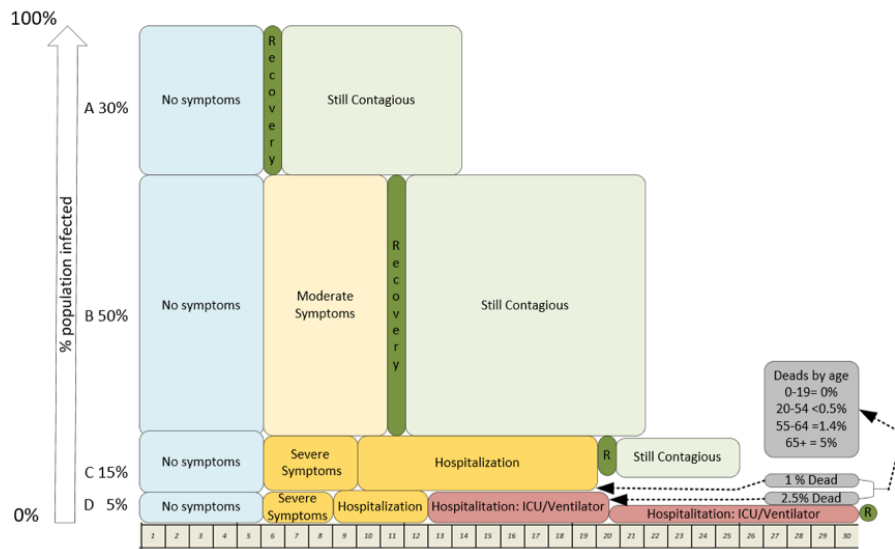 100%
% population infected
0%
A 30%
No symptoms
Recovery
Still Contagious
B 50%
No symptoms
Moderate
Symptoms
Recovery
Still Contagious
Deads by age
0-19= 0%
20-54 <0.5%
55-64 =1.4%
65+ = 5%
C 15%
No symptoms
Severe
Symptoms
Hospitalization
R
Still Contagious
1 % Dead
D 5%
No symptoms
Severe
Symptoms
Hospitalization
Hospitalitation: ICU/Ventilator
2.5% Dead
Hospitalitation: ICU/Ventilator
R
1 2 3 4 5 6 7 8 9 10 11 12 13 14 15 16 17 18 19 20 21 22 23 24 25 26 27 28 29 30